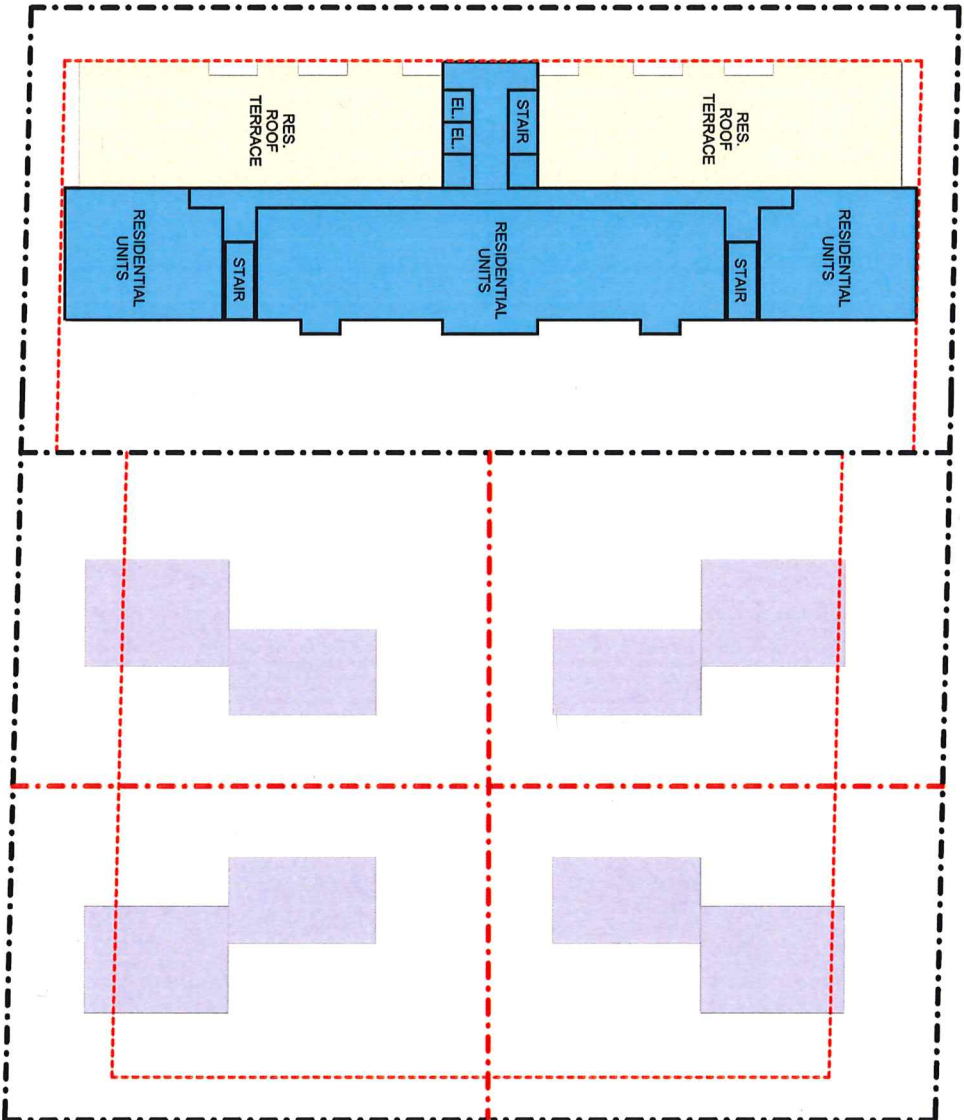 RES.
ROOF
TERRACE
EL.
EL.
STAIR
RES.
ROOF
TERRACE
RESIDENTIAL
UNITS
STAIR
RESIDENTIAL
UNITS
STAIR
RESIDENTIAL
UNITS